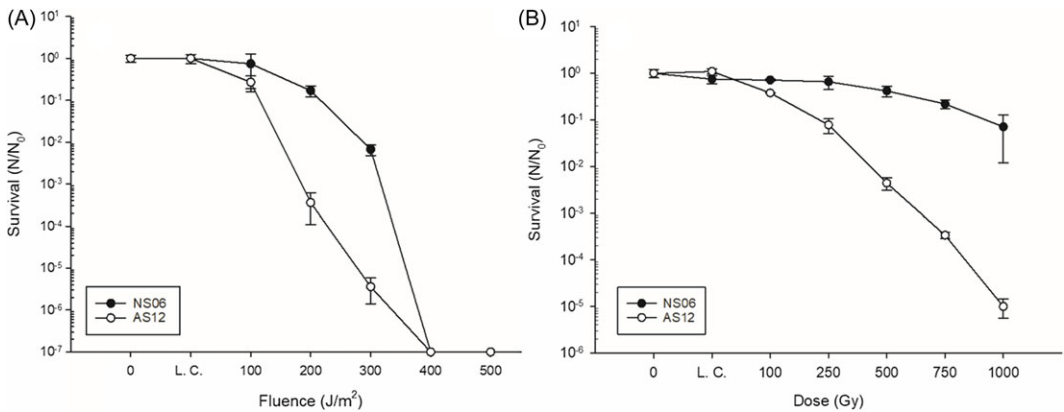 (A)
Survival (N/N₀)
10⁰
10⁻¹
10⁻²
10⁻³
10⁻⁴
10⁻⁵
10⁻⁶
10⁻⁷
NS06
AS12
0 L. C. 100 200 300 400 500
Fluence (J/m²)
(B)
Survival (N/N₀)
10¹
10⁰
10⁻¹
10⁻²
10⁻³
10⁻⁴
10⁻⁵
10⁻⁶
NS06
AS12
0 L. C. 100 250 500 750 1000
Dose (Gy)